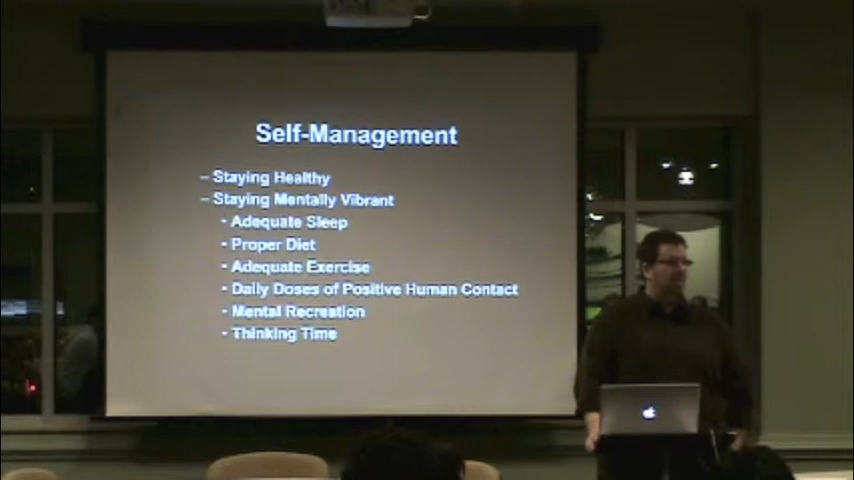 Self-Management
– Staying Healthy
– Staying Mentally Vibrant
• Adequate Sleep
• Proper Diet
• Adequate Exercise
• Daily Doses of Positive Human Contact
• Mental Recreation
• Thinking Time